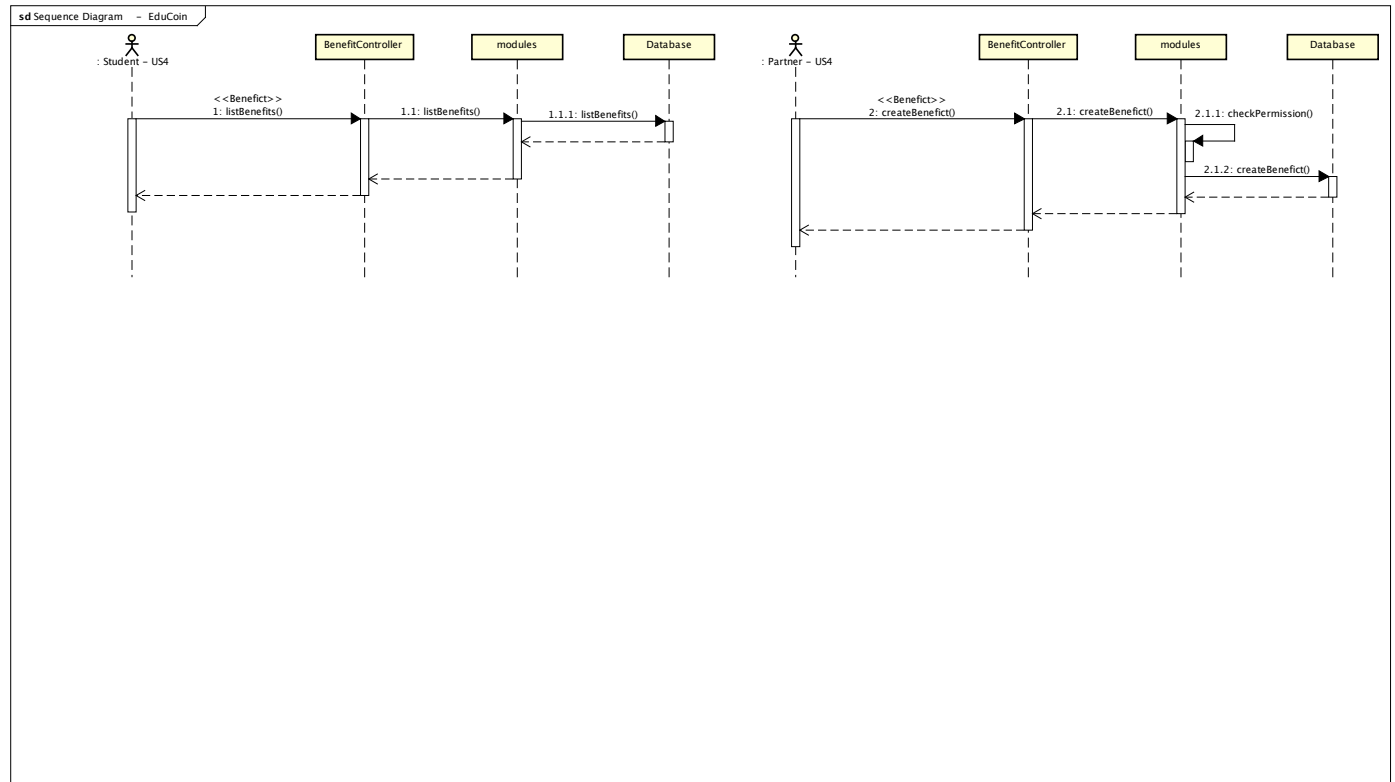 sd Sequence Diagram - EduCoin
: Student - US4
BenefitController
modules
Database
<<Benefict>>
1: listBenefits()
1.1: listBenefits()
1.1.1: listBenefits()
: Partner - US4
BenefitController
modules
Database
<<Benefict>>
2: createBenefict()
2.1: createBenefict()
2.1.1: checkPermission()
2.1.2: createBenefict()